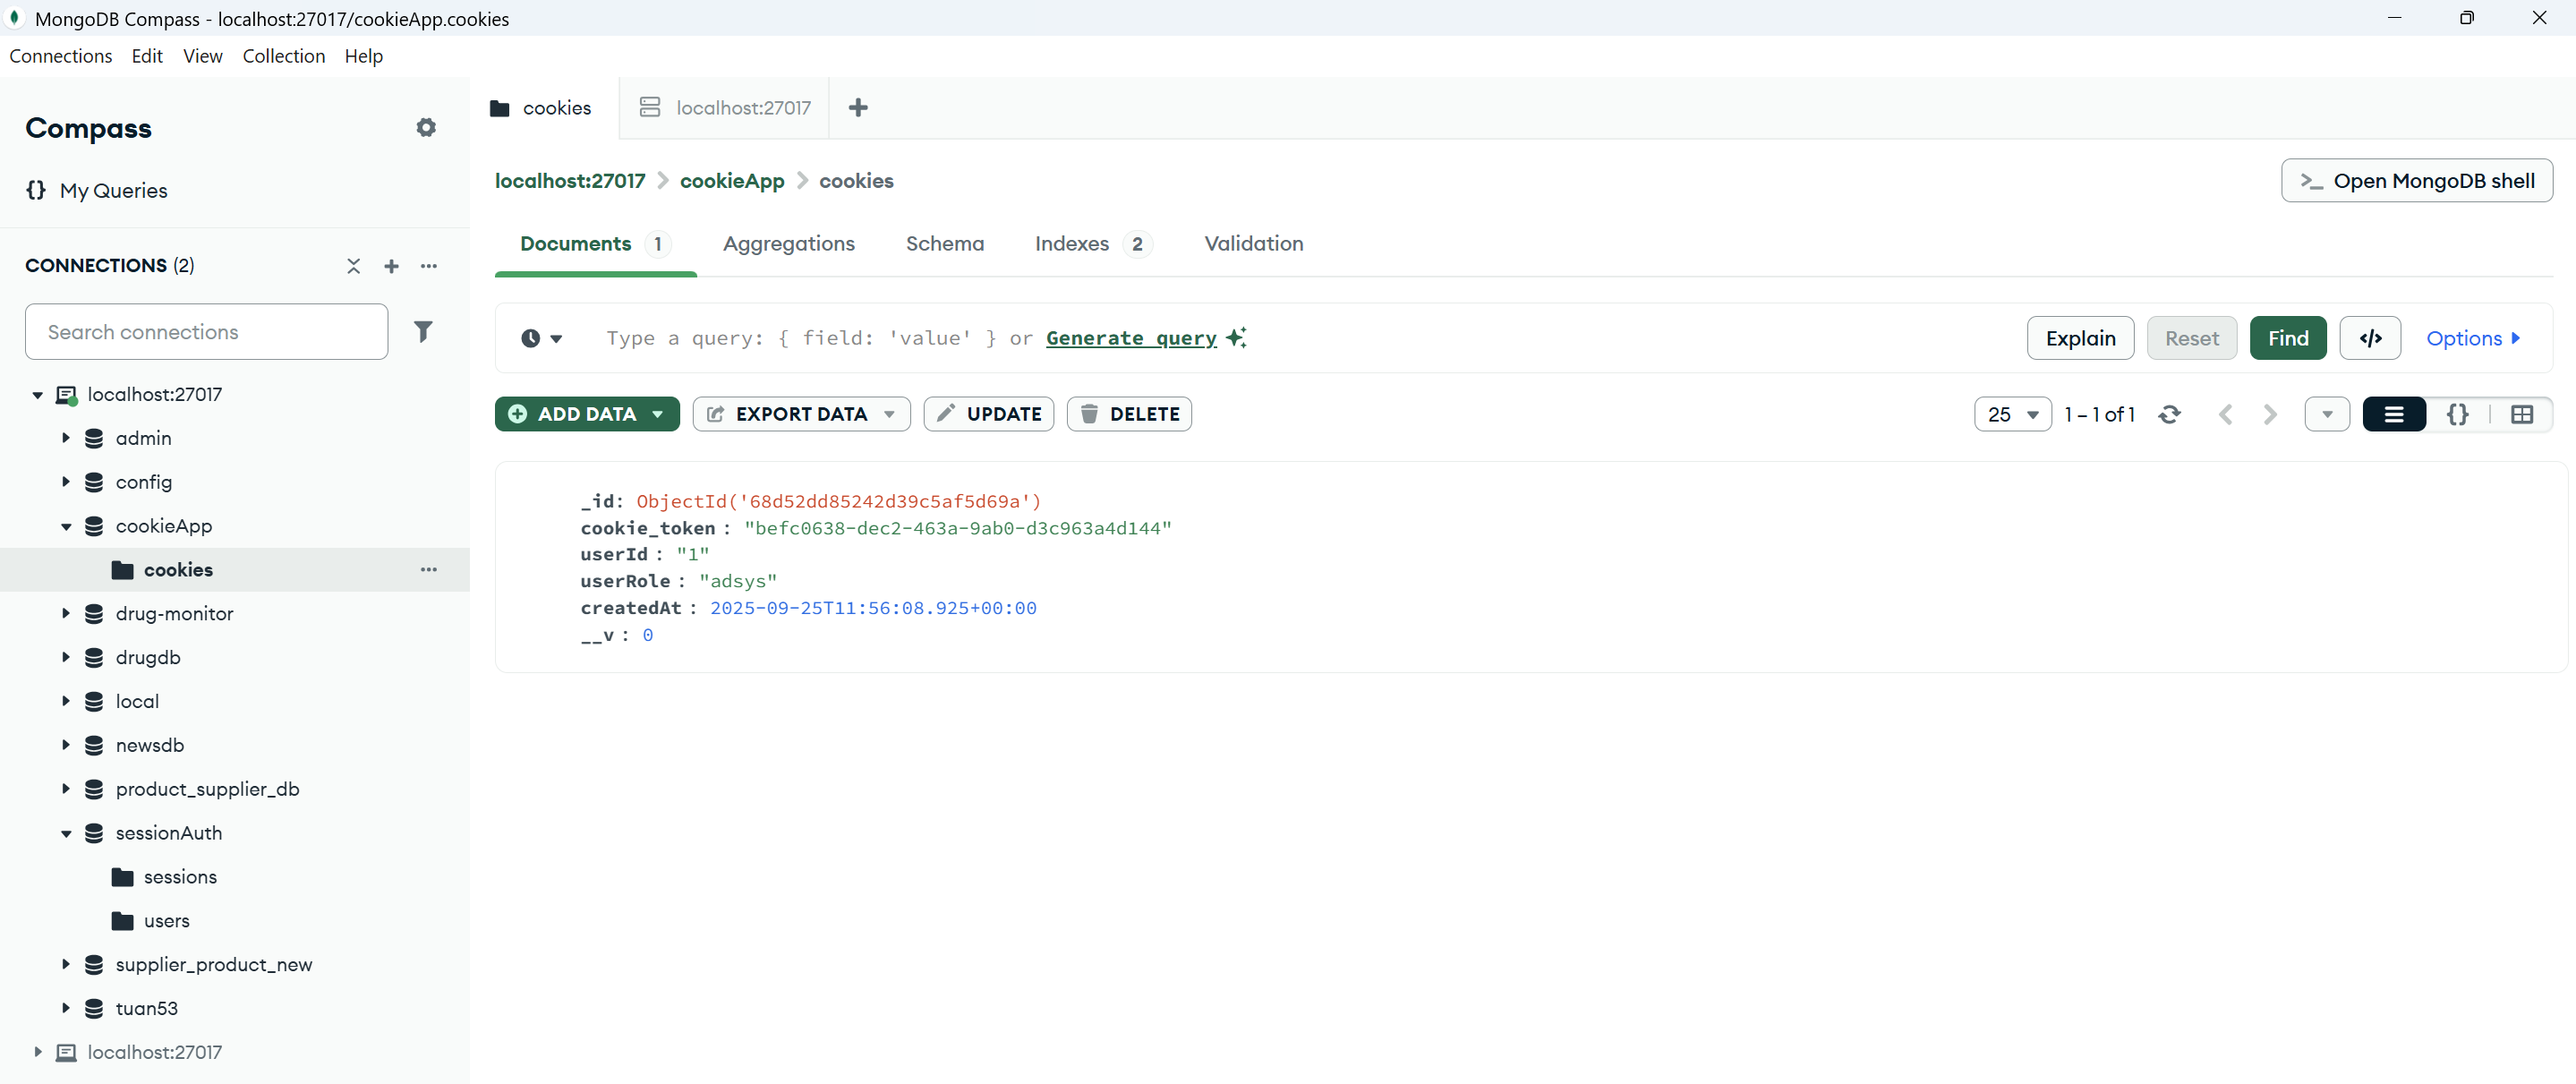 MongoDB Compass - localhost:27017/cookieApp.cookies
Connections Edit View Collection Help
Compass
{} My Queries
CONNECTIONS (2)
Search connections
localhost:27017
admin
config
cookieApp
cookies
drug-monitor
drugdb
local
newsdb
product_supplier_db
sessionAuth
sessions
users
supplier_product_new
tuan53
localhost:27017
cookies localhost:27017
localhost:27017 > cookieApp > cookies
>_ Open MongoDB shell
Documents 1 Aggregations Schema Indexes 2 Validation
Type a query: { field: 'value' } or Generate query
Explain Reset Find </> Options
ADD DATA EXPORT DATA UPDATE DELETE
25 1 – 1 of 1 {}
_id: ObjectId('68d52dd85242d39c5af5d69a')
cookie_token : "befc0638-dec2-463a-9ab0-d3c963a4d144"
userId : "1"
userRole : "adsys"
createdAt : 2025-09-25T11:56:08.925+00:00
__v : 0